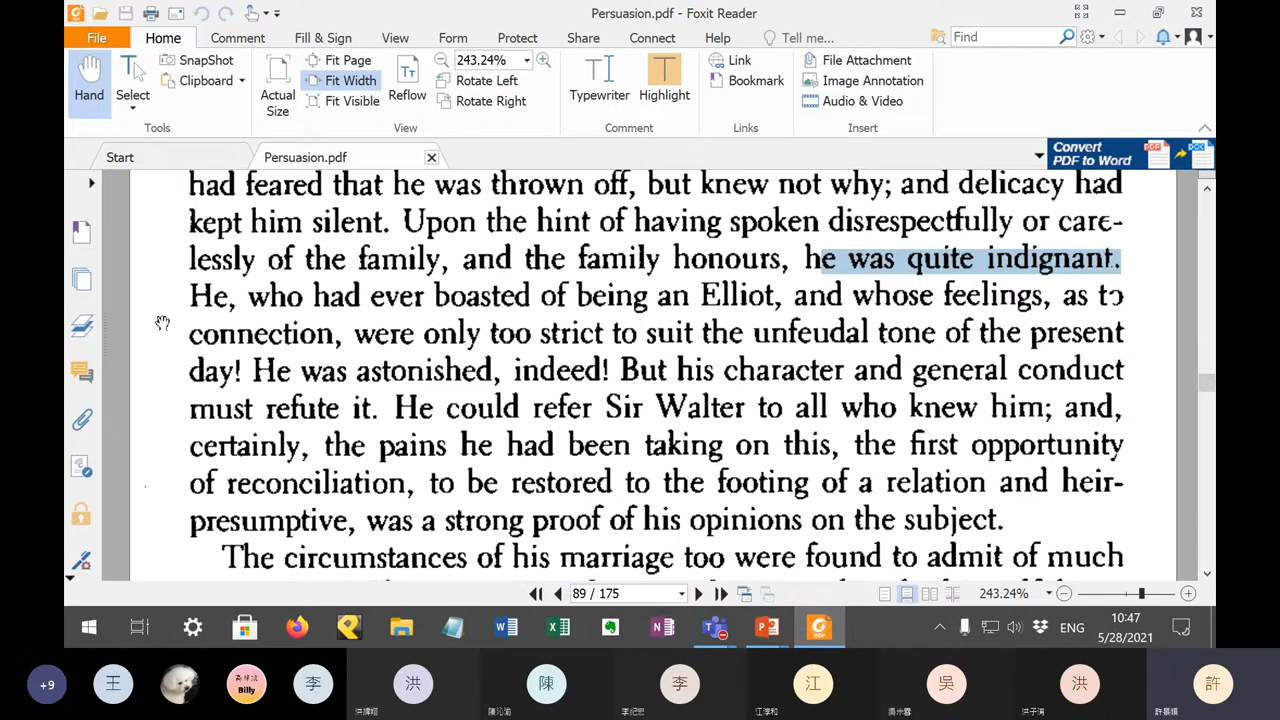 Persuasion.pdf - Foxit Reader
File Home Comment Fill & Sign View Form Protect Share Connect Help Tell me... Find
Hand
Select
SnapShot
Clipboard
Tools
Actual Size
Fit Page
Fit Width
Fit Visible
Reflow
243.24%
Rotate Left
Rotate Right
View
Typewriter
Highlight
Comment
Link
Bookmark
Links
File Attachment
Image Annotation
Audio & Video
Insert
Start
Persuasion.pdf
Convert
PDF to Word
PDF
DOC
had feared that he was thrown off, but knew not why; and delicacy had
kept him silent. Upon the hint of having spoken disrespectfully or care-
lessly of the family, and the family honours, he was quite indignant.
He, who had ever boasted of being an Elliot, and whose feelings, as to
connection, were only too strict to suit the unfeudal tone of the present
day! He was astonished, indeed! But his character and general conduct
must refute it. He could refer Sir Walter to all who knew him; and,
certainly, the pains he had been taking on this, the first opportunity
of reconciliation, to be restored to the footing of a relation and heir-
presumptive, was a strong proof of his opinions on the subject.
The circumstances of his marriage too were found to admit of much
89 / 175
243.24%
ENG
10:47
5/28/2021
+9
王
Billy
李
洪
陳
李
江
吳
洪
許